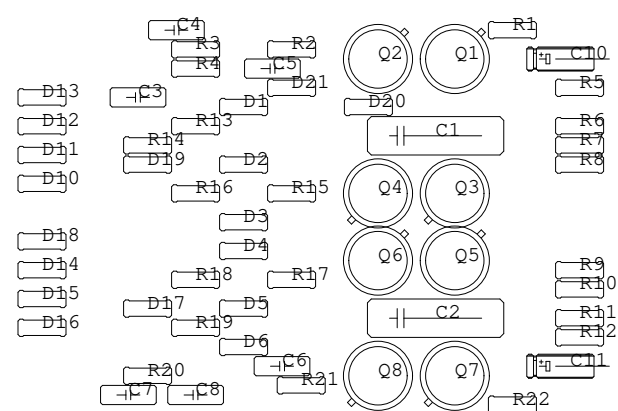 C4 R1
R3 R2 Q2 Q1 C10
R4 C5
D13 C3 D21 R5
D1 D20
D12 R13 C1 R6
D11 R14 R7
D19 D2 R8
D10 R16 R15 Q4 Q3
D3
D18 D4 Q6 Q5
D14 R18 R17 R9
D15 R10
D17 D5 C2 R11
D16 R19 R12
D6
C6 C11
R20 R21 Q8 Q7
C7 C8 R22